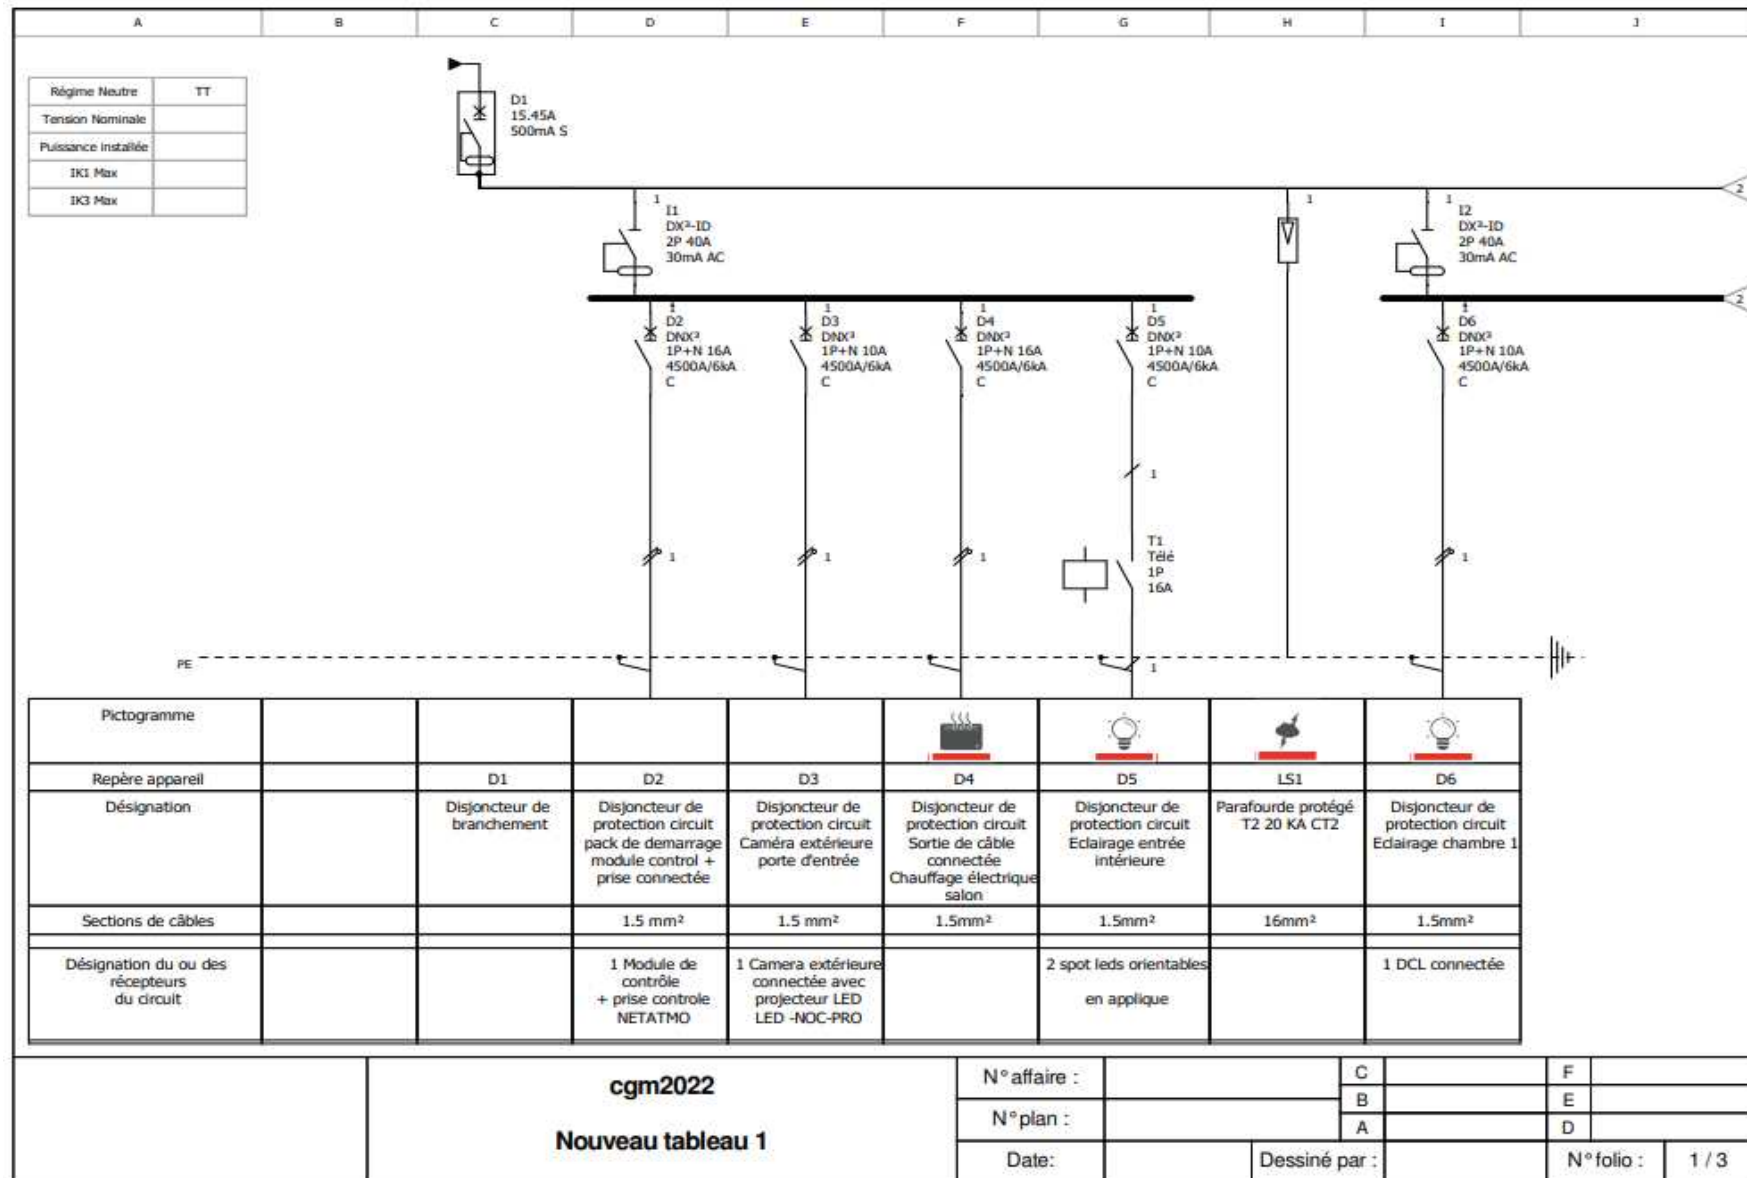 A B C D E F G H I J
Régime Neutre TT
Tension Nominale
Puissance installée
IK1 Max
IK3 Max
D1
15.45A
500mA S
2
1
I1
DX³-ID
2P 40A
30mA AC
1
1
I2
DX³-ID
2P 40A
30mA AC
2
1
D2
DNX³
1P+N 16A
4500A/6kA
C
1
D3
DNX³
1P+N 10A
4500A/6kA
C
1
D4
DNX³
1P+N 16A
4500A/6kA
C
1
D5
DNX³
1P+N 10A
4500A/6kA
C
1
D6
DNX³
1P+N 10A
4500A/6kA
C
1
1
1
1
T1
Télé
1P
16A
1
PE
1
Pictogramme
Repère appareil D1 D2 D3 D4 D5 LS1 D6
Désignation
Disjoncteur de
branchement
Disjoncteur de
protection circuit
pack de demarrage
module control +
prise connectée
Disjoncteur de
protection circuit
Caméra extérieure
porte d'entrée
Disjoncteur de
protection circuit
Sortie de câble
connectée
Chauffage électrique
salon
Disjoncteur de
protection circuit
Eclairage entrée
intérieure
Parafourde protégé
T2 20 KA CT2
Disjoncteur de
protection circuit
Eclairage chambre 1
Sections de câbles 1.5 mm² 1.5 mm² 1.5mm² 1.5mm² 16mm² 1.5mm²
Désignation du ou des
récepteurs
du circuit
1 Module de
contrôle
+ prise controle
NETATMO
1 Camera extérieure
connectée avec
projecteur LED
LED -NOC-PRO
2 spot leds orientables
en applique
1 DCL connectée
cgm2022
Nouveau tableau 1
N° affaire :
N° plan :
Date:
Dessiné par :
C
B
A
F
E
D
N° folio : 1 / 3